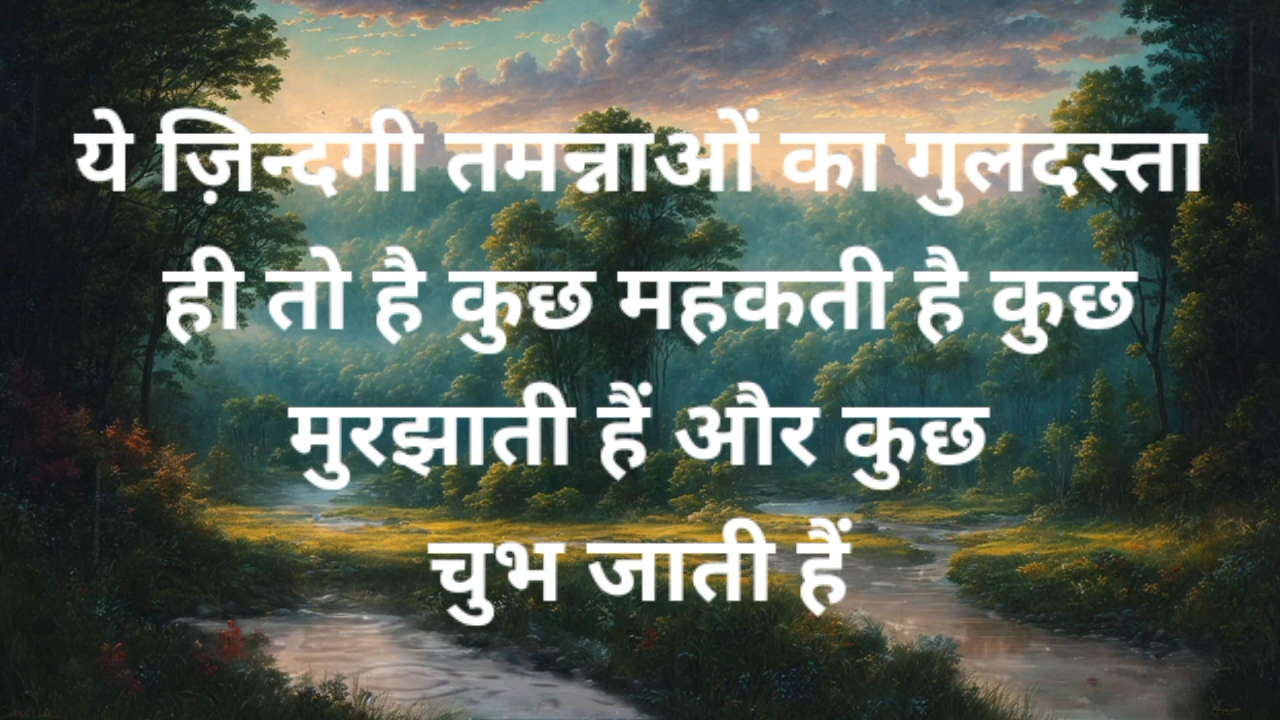 ये ज़िन्दगी तमन्नाओं का गुलदस्ता
ही तो है कुछ महकती है कुछ
मुरझाती हैं और कुछ
चुभ जाती हैं